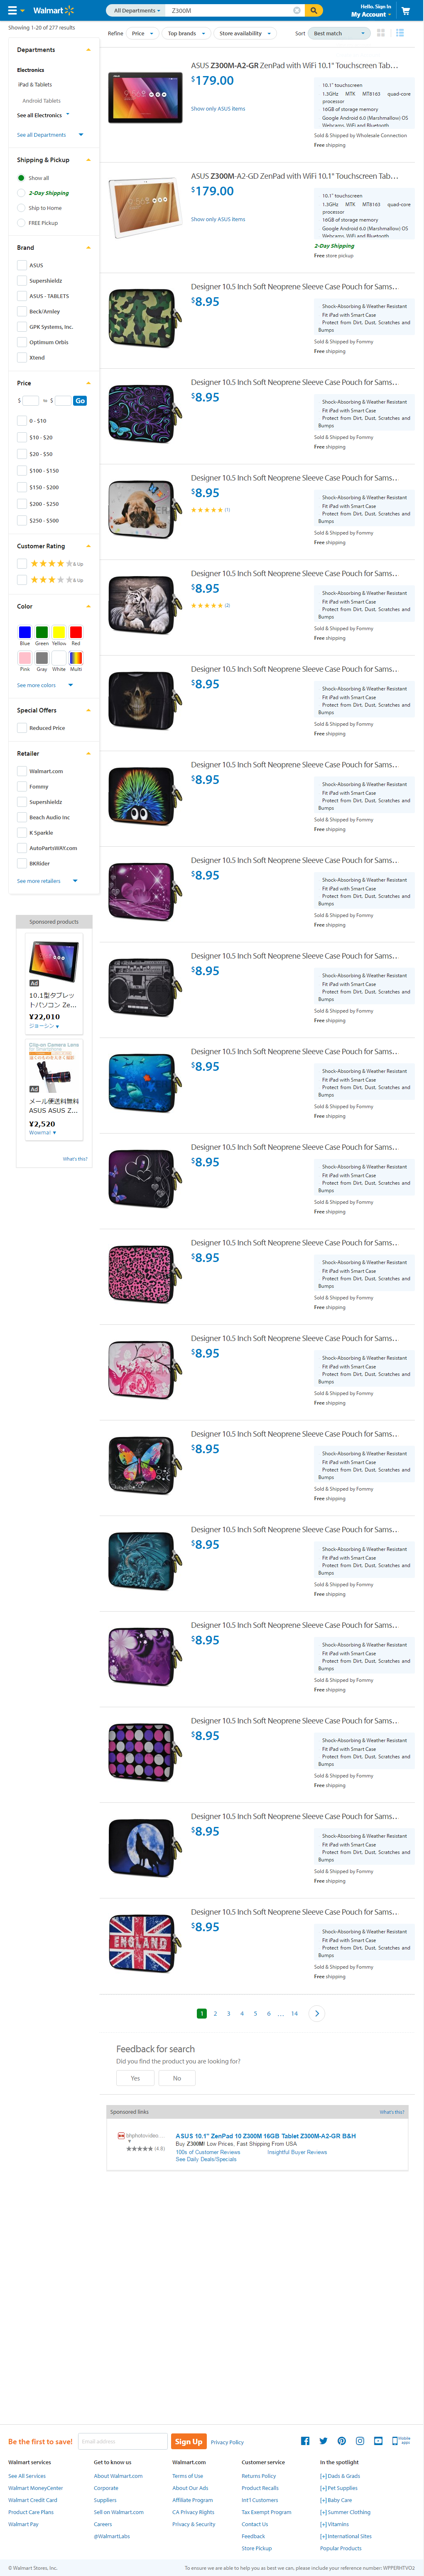 Walmart
All Departments
Z300M
Hello. Sign In
My Account
Showing 1-20 of 277 results
Refine
Price
Top brands
Store availability
Sort
Best match
Departments
Electronics
iPad & Tablets
Android Tablets
See all Electronics
See all Departments
Shipping & Pickup
Show all
2-Day Shipping
Ship to Home
FREE Pickup
Brand
ASUS
Supershieldz
ASUS - TABLETS
Beck/Arnley
GPK Systems, Inc.
Optimum Orbis
Xtend
Price
$ to $ Go
0 - $10
$10 - $20
$20 - $50
$100 - $150
$150 - $200
$200 - $250
$250 - $500
Customer Rating
& Up
& Up
Color
Blue Green Yellow Red
Pink Gray White Multi
See more colors
Special Offers
Reduced Price
Retailer
Walmart.com
Fommy
Supershieldz
Beach Audio Inc
K Sparkle
AutoPartsWAY.com
BKRider
See more retailers
Sponsored products
Ad
10.1型タブレッ
トパソコン Ze...
¥22,010
ジョーシン ▼
Ad
メール便送料無料
ASUS ASUS Z...
¥2,520
Wowma! ▼
What's this?
ASUS Z300M-A2-GR ZenPad with WiFi 10.1" Touchscreen Tab...
$179.00
Show only ASUS items
10.1" touchscreen
1.3GHz MTK MT8163 quad-core
processor
16GB of storage memory
Google Android 6.0 (Marshmallow) OS
Webcams, WiFi and Bluetooth
Sold & Shipped by Wholesale Connection
Free shipping
ASUS Z300M-A2-GD ZenPad with WiFi 10.1" Touchscreen Tab...
$179.00
Show only ASUS items
10.1" touchscreen
1.3GHz MTK MT8163 quad-core
processor
16GB of storage memory
Google Android 6.0 (Marshmallow) OS
Webcams, WiFi and Bluetooth
2-Day Shipping
Free store pickup
Designer 10.5 Inch Soft Neoprene Sleeve Case Pouch for Sams...
$8.95
Shock-Absorbing & Weather Resistant
Fit iPad with Smart Case
Protect from Dirt, Dust, Scratches and
Bumps
Sold & Shipped by Fommy
Free shipping
Designer 10.5 Inch Soft Neoprene Sleeve Case Pouch for Sams...
$8.95
Shock-Absorbing & Weather Resistant
Fit iPad with Smart Case
Protect from Dirt, Dust, Scratches and
Bumps
Sold & Shipped by Fommy
Free shipping
Designer 10.5 Inch Soft Neoprene Sleeve Case Pouch for Sams...
$8.95
(1)
Shock-Absorbing & Weather Resistant
Fit iPad with Smart Case
Protect from Dirt, Dust, Scratches and
Bumps
Sold & Shipped by Fommy
Free shipping
Designer 10.5 Inch Soft Neoprene Sleeve Case Pouch for Sams...
$8.95
(2)
Shock-Absorbing & Weather Resistant
Fit iPad with Smart Case
Protect from Dirt, Dust, Scratches and
Bumps
Sold & Shipped by Fommy
Free shipping
Designer 10.5 Inch Soft Neoprene Sleeve Case Pouch for Sams...
$8.95
Shock-Absorbing & Weather Resistant
Fit iPad with Smart Case
Protect from Dirt, Dust, Scratches and
Bumps
Sold & Shipped by Fommy
Free shipping
Designer 10.5 Inch Soft Neoprene Sleeve Case Pouch for Sams...
$8.95
Shock-Absorbing & Weather Resistant
Fit iPad with Smart Case
Protect from Dirt, Dust, Scratches and
Bumps
Sold & Shipped by Fommy
Free shipping
Designer 10.5 Inch Soft Neoprene Sleeve Case Pouch for Sams...
$8.95
Shock-Absorbing & Weather Resistant
Fit iPad with Smart Case
Protect from Dirt, Dust, Scratches and
Bumps
Sold & Shipped by Fommy
Free shipping
Designer 10.5 Inch Soft Neoprene Sleeve Case Pouch for Sams...
$8.95
Shock-Absorbing & Weather Resistant
Fit iPad with Smart Case
Protect from Dirt, Dust, Scratches and
Bumps
Sold & Shipped by Fommy
Free shipping
Designer 10.5 Inch Soft Neoprene Sleeve Case Pouch for Sams...
$8.95
Shock-Absorbing & Weather Resistant
Fit iPad with Smart Case
Protect from Dirt, Dust, Scratches and
Bumps
Sold & Shipped by Fommy
Free shipping
Designer 10.5 Inch Soft Neoprene Sleeve Case Pouch for Sams...
$8.95
Shock-Absorbing & Weather Resistant
Fit iPad with Smart Case
Protect from Dirt, Dust, Scratches and
Bumps
Sold & Shipped by Fommy
Free shipping
Designer 10.5 Inch Soft Neoprene Sleeve Case Pouch for Sams...
$8.95
Shock-Absorbing & Weather Resistant
Fit iPad with Smart Case
Protect from Dirt, Dust, Scratches and
Bumps
Sold & Shipped by Fommy
Free shipping
Designer 10.5 Inch Soft Neoprene Sleeve Case Pouch for Sams...
$8.95
Shock-Absorbing & Weather Resistant
Fit iPad with Smart Case
Protect from Dirt, Dust, Scratches and
Bumps
Sold & Shipped by Fommy
Free shipping
Designer 10.5 Inch Soft Neoprene Sleeve Case Pouch for Sams...
$8.95
Shock-Absorbing & Weather Resistant
Fit iPad with Smart Case
Protect from Dirt, Dust, Scratches and
Bumps
Sold & Shipped by Fommy
Free shipping
Designer 10.5 Inch Soft Neoprene Sleeve Case Pouch for Sams...
$8.95
Shock-Absorbing & Weather Resistant
Fit iPad with Smart Case
Protect from Dirt, Dust, Scratches and
Bumps
Sold & Shipped by Fommy
Free shipping
Designer 10.5 Inch Soft Neoprene Sleeve Case Pouch for Sams...
$8.95
Shock-Absorbing & Weather Resistant
Fit iPad with Smart Case
Protect from Dirt, Dust, Scratches and
Bumps
Sold & Shipped by Fommy
Free shipping
Designer 10.5 Inch Soft Neoprene Sleeve Case Pouch for Sams...
$8.95
Shock-Absorbing & Weather Resistant
Fit iPad with Smart Case
Protect from Dirt, Dust, Scratches and
Bumps
Sold & Shipped by Fommy
Free shipping
Designer 10.5 Inch Soft Neoprene Sleeve Case Pouch for Sams...
$8.95
Shock-Absorbing & Weather Resistant
Fit iPad with Smart Case
Protect from Dirt, Dust, Scratches and
Bumps
Sold & Shipped by Fommy
Free shipping
Designer 10.5 Inch Soft Neoprene Sleeve Case Pouch for Sams...
$8.95
ENGLAND
Shock-Absorbing & Weather Resistant
Fit iPad with Smart Case
Protect from Dirt, Dust, Scratches and
Bumps
Sold & Shipped by Fommy
Free shipping
1 2 3 4 5 6 ... 14
Feedback for search
Did you find the product you are looking for?
Yes No
Sponsored links What's this?
bhphotovideo. ...
(4.8)
ASUS 10.1" ZenPad 10 Z300M 16GB Tablet Z300M-A2-GR B&H
Buy Z300M! Low Prices, Fast Shipping From USA
100s of Customer Reviews Insightful Buyer Reviews
See Daily Deals/Specials
Be the first to save!
Email address
Sign Up
Privacy Policy
Mobile
apps
Walmart services
See All Services
Walmart MoneyCenter
Walmart Credit Card
Product Care Plans
Walmart Pay
Get to know us
About Walmart.com
Corporate
Suppliers
Sell on Walmart.com
Careers
@WalmartLabs
Walmart.com
Terms of Use
About Our Ads
Affiliate Program
CA Privacy Rights
Privacy & Security
Customer service
Returns Policy
Product Recalls
Int'l Customers
Tax Exempt Program
Contact Us
Feedback
Store Pickup
In the spotlight
[+] Dads & Grads
[+] Pet Supplies
[+] Baby Care
[+] Summer Clothing
[+] Vitamins
[+] International Sites
Popular Products
© Walmart Stores, Inc.
To ensure we are able to help you as best we can, please include your reference number: WPPERHTVO2